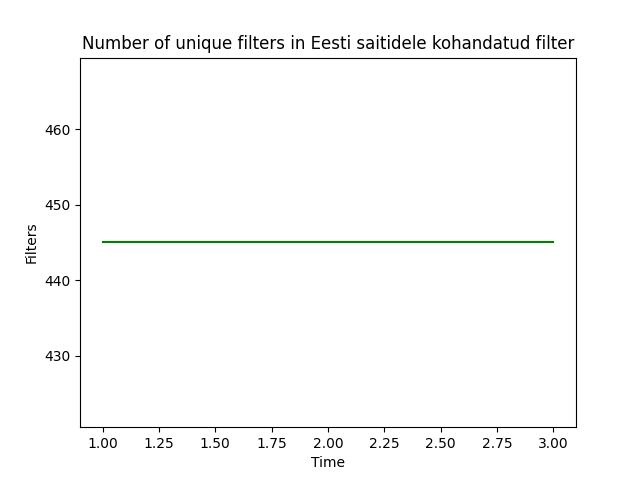 Number of unique filters in Eesti saitidele kohandatud filter
460
450
440
430
Filters
1.00 1.25 1.50 1.75 2.00 2.25 2.50 2.75 3.00
Time